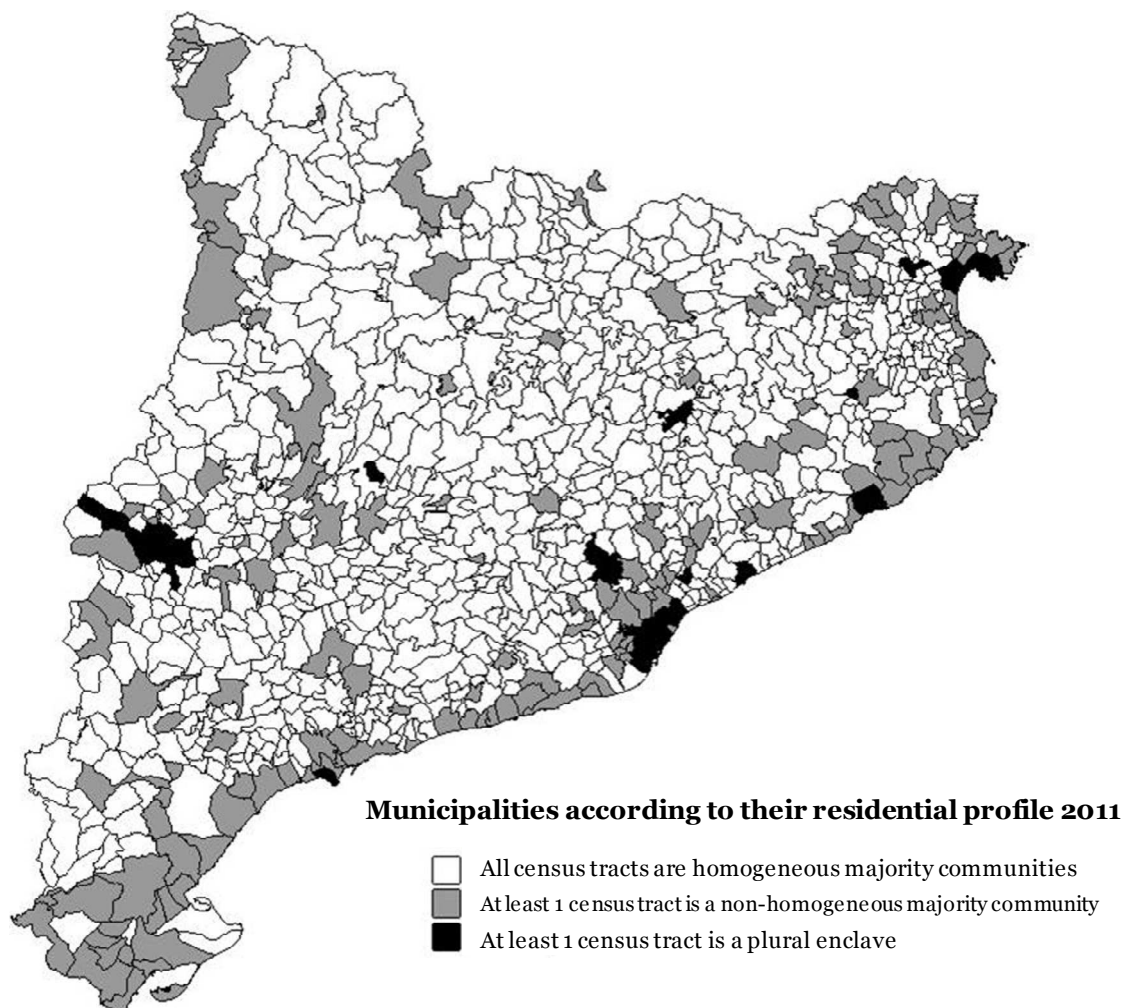 Municipalities according to their residential profile 2011
All census tracts are homogeneous majority communities
At least 1 census tract is a non-homogeneous majority community
At least 1 census tract is a plural enclave